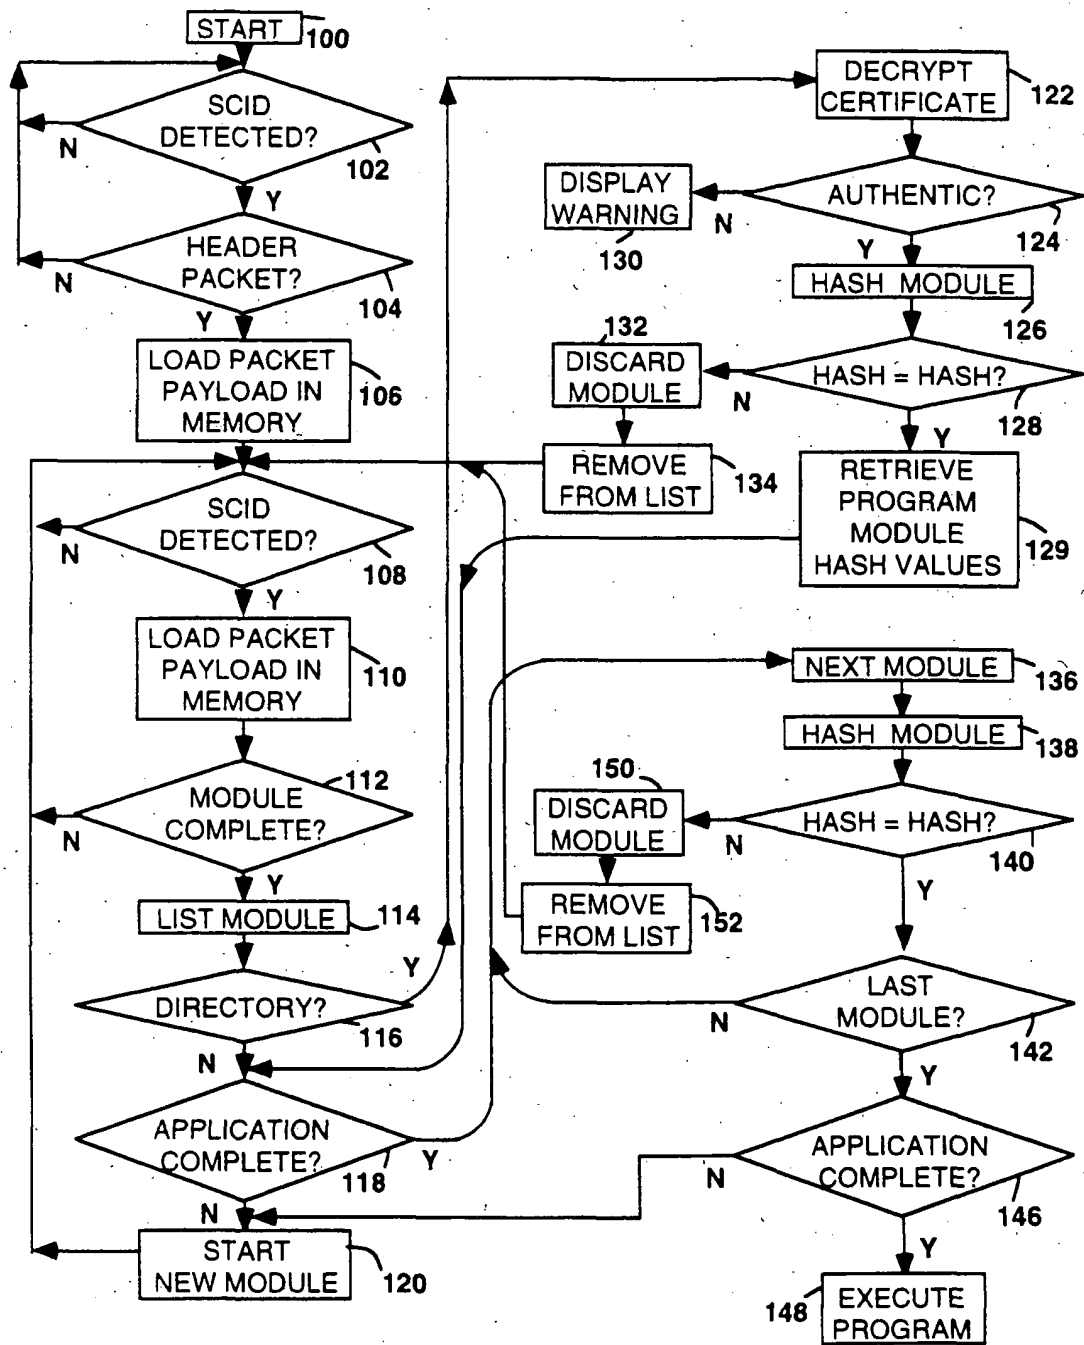 START
100
SCID
DETECTED?
102
N
Y
HEADER
PACKET?
104
N
Y
LOAD PACKET
PAYLOAD IN
MEMORY
106
SCID
DETECTED?
108
N
Y
LOAD PACKET
PAYLOAD IN
MEMORY
110
MODULE
COMPLETE?
112
N
Y
LIST MODULE
114
DIRECTORY?
116
Y
N
APPLICATION
COMPLETE?
118
Y
N
START
NEW MODULE
120
DECRYPT
CERTIFICATE
122
AUTHENTIC?
124
N
Y
DISPLAY
WARNING
130
HASH MODULE
126
HASH = HASH?
128
N
Y
132
DISCARD
MODULE
REMOVE
FROM LIST
134
RETRIEVE
PROGRAM
MODULE
HASH VALUES
129
NEXT MODULE
136
HASH MODULE
138
HASH = HASH?
140
N
Y
150
DISCARD
MODULE
REMOVE
FROM LIST
152
LAST
MODULE?
142
N
Y
APPLICATION
COMPLETE?
146
N
Y
148
EXECUTE
PROGRAM